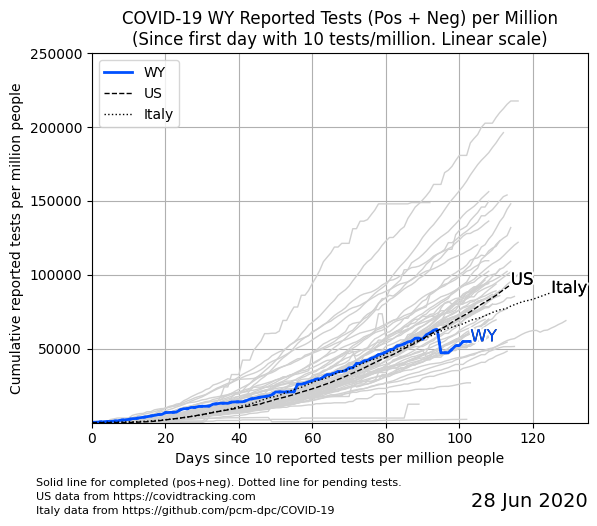 COVID-19 WY Reported Tests (Pos + Neg) per Million
(Since first day with 10 tests/million. Linear scale)
Cumulative reported tests per million people
250000
200000
150000
100000
50000
WY
US
Italy
US
Italy
WY
0
20
40
60
80
100
120
Days since 10 reported tests per million people
Solid line for completed (pos+neg). Dotted line for pending tests.
US data from https://covidtracking.com
Italy data from https://github.com/pcm-dpc/COVID-19
28 Jun 2020